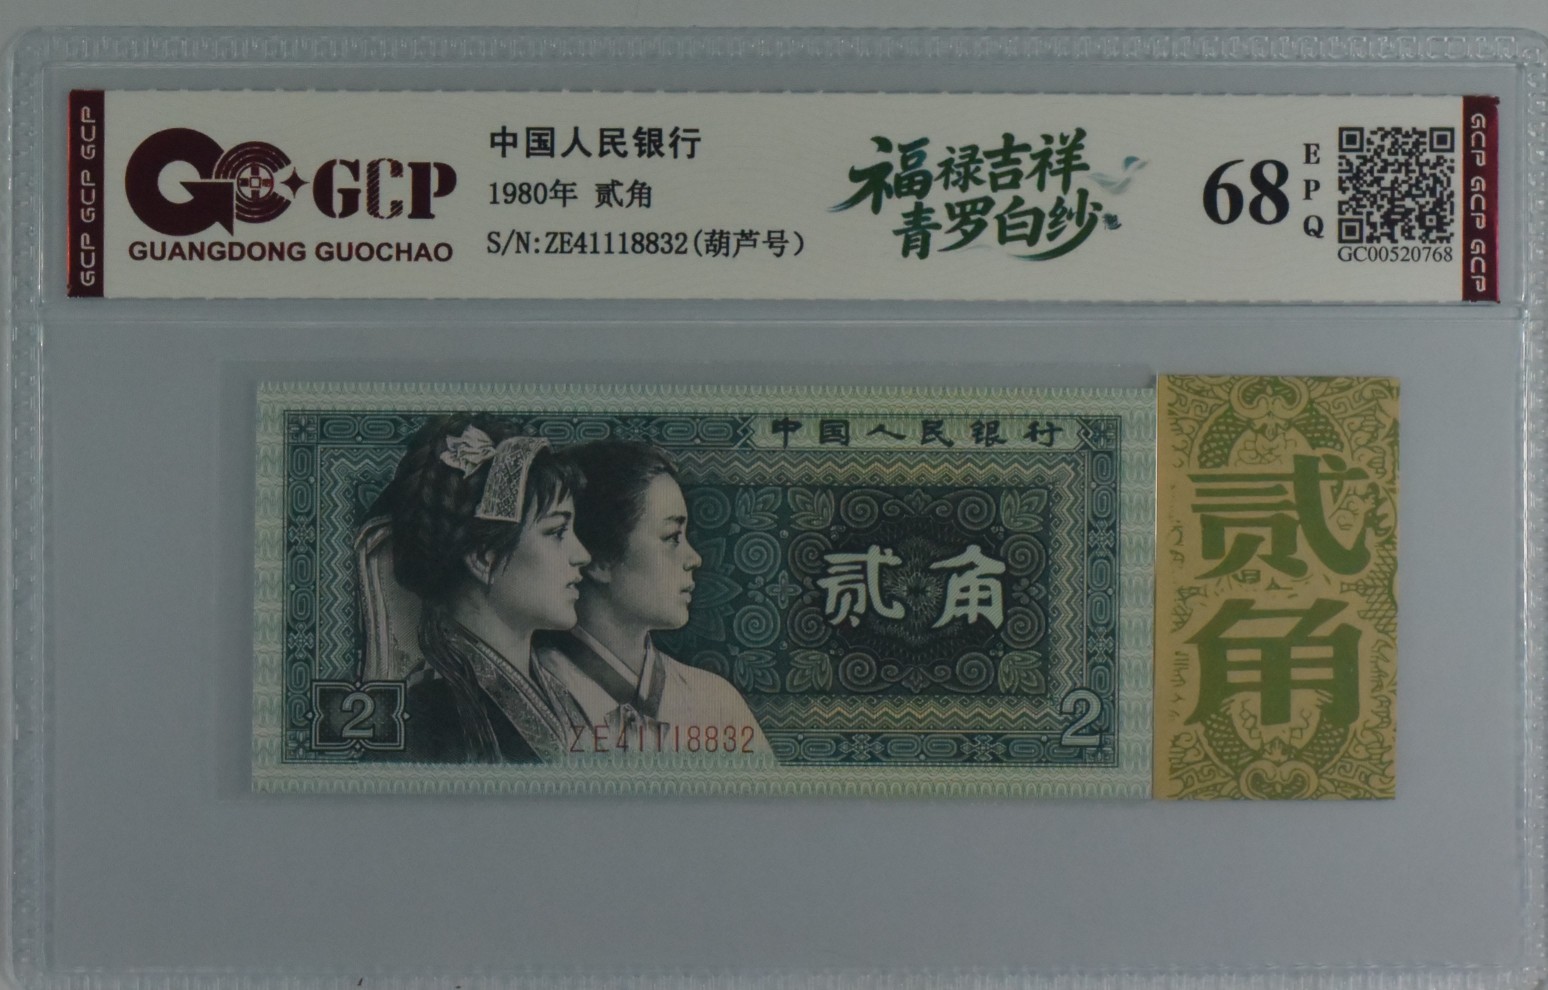 GCP GCP GCP
GCP
GUANGDONG GUOCHAO
中国人民银行
1980年 贰角
S/N:ZE41118832(葫芦号)
福禄吉祥
青罗白纱
68
E
P
Q
GC00520768
GCP GCP GCP
中国人民银行
贰角
2
ZE41118832
2
贰
角